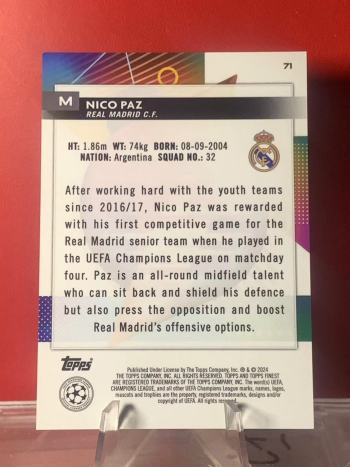 71
M
NICO PAZ
REAL MADRID C.F.
HT: 1.86m WT: 74kg BORN: 08-09-2004
NATION: Argentina SQUAD NO.: 32
After working hard with the youth teams
since 2016/17, Nico Paz was rewarded
with his first competitive game for the
Real Madrid senior team when he played in
the UEFA Champions League on matchday
four. Paz is an all-round midfield talent
who can sit back and shield his defence
but also press the opposition and boost
Real Madrid's offensive options.
Topps
Published Under License by The Topps Company, Inc. ® & © 2024
THE TOPPS COMPANY, INC. ALL RIGHTS RESERVED. TOPPS AND TOPPS FINEST
ARE REGISTERED TRADEMARKS OF THE TOPPS COMPANY, INC. The word(s) UEFA,
CHAMPIONS LEAGUE, and all other UEFA Champions League marks, names, logos,
mascots and trophies are the property, registered trademarks, designs and/or
copyright of UEFA. All rights reserved.